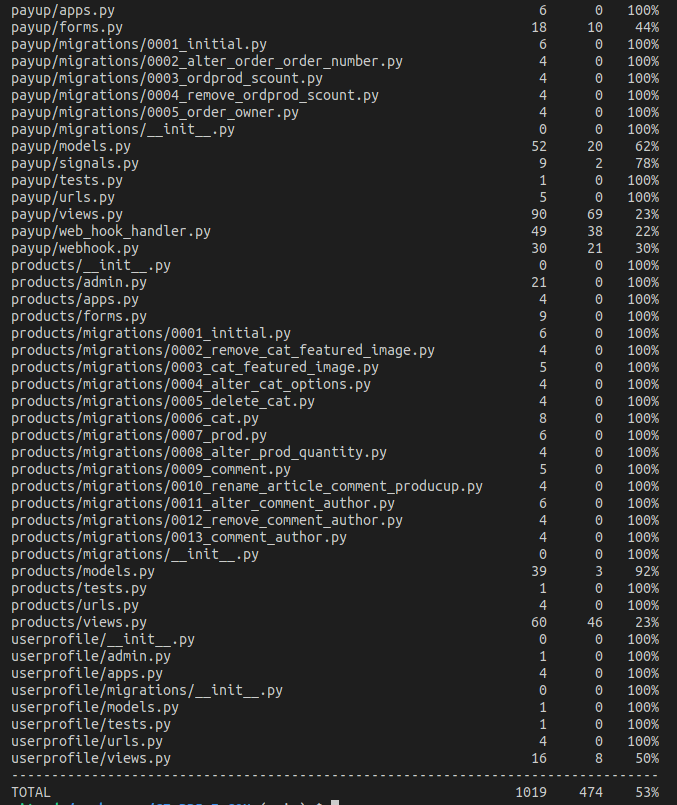 payup/apps.py 6 0 100%
payup/forms.py 18 10 44%
payup/migrations/0001_initial.py 6 0 100%
payup/migrations/0002_alter_order_order_number.py 4 0 100%
payup/migrations/0003_ordprod_scount.py 4 0 100%
payup/migrations/0004_remove_ordprod_scount.py 4 0 100%
payup/migrations/0005_order_owner.py 4 0 100%
payup/migrations/__init__.py 0 0 100%
payup/models.py 52 20 62%
payup/signals.py 9 2 78%
payup/tests.py 1 0 100%
payup/urls.py 5 0 100%
payup/views.py 90 69 23%
payup/web_hook_handler.py 49 38 22%
payup/webhook.py 30 21 30%
products/__init__.py 0 0 100%
products/admin.py 21 0 100%
products/apps.py 4 0 100%
products/forms.py 9 0 100%
products/migrations/0001_initial.py 6 0 100%
products/migrations/0002_remove_cat_featured_image.py 4 0 100%
products/migrations/0003_cat_featured_image.py 5 0 100%
products/migrations/0004_alter_cat_options.py 4 0 100%
products/migrations/0005_delete_cat.py 4 0 100%
products/migrations/0006_cat.py 8 0 100%
products/migrations/0007_prod.py 6 0 100%
products/migrations/0008_alter_prod_quantity.py 4 0 100%
products/migrations/0009_comment.py 5 0 100%
products/migrations/0010_rename_article_comment_producup.py 4 0 100%
products/migrations/0011_alter_comment_author.py 6 0 100%
products/migrations/0012_remove_comment_author.py 4 0 100%
products/migrations/0013_comment_author.py 4 0 100%
products/migrations/__init__.py 0 0 100%
products/models.py 39 3 92%
products/tests.py 1 0 100%
products/urls.py 4 0 100%
products/views.py 60 46 23%
userprofile/__init__.py 0 0 100%
userprofile/admin.py 1 0 100%
userprofile/apps.py 4 0 100%
userprofile/migrations/__init__.py 0 0 100%
userprofile/models.py 1 0 100%
userprofile/tests.py 1 0 100%
userprofile/urls.py 4 0 100%
userprofile/views.py 16 8 50%
---------------------------------------------------------------------------------
TOTAL 1019 474 53%